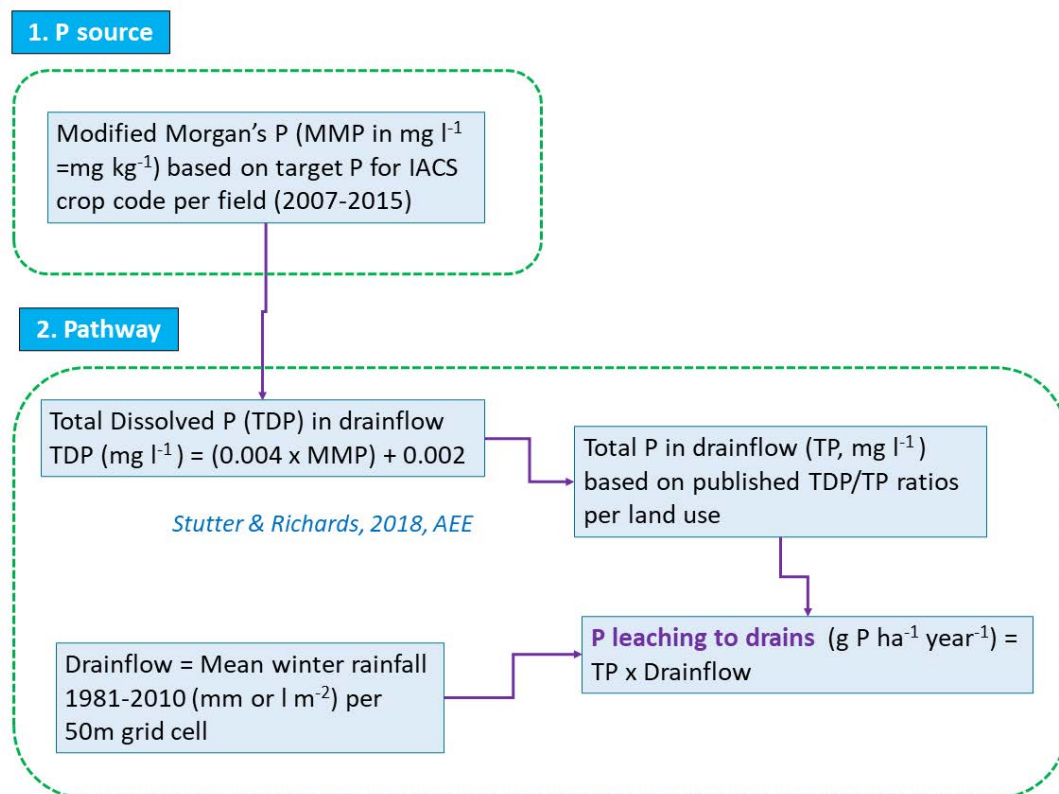 1. P source
Modified Morgan's P (MMP in mg l⁻¹
=mg kg⁻¹) based on target P for IACS
crop code per field (2007-2015)
2. Pathway
Total Dissolved P (TDP) in drainflow
TDP (mg l⁻¹ ) = (0.004 x MMP) + 0.002
Stutter & Richards, 2018, AEE
Total P in drainflow (TP, mg l⁻¹ )
based on published TDP/TP ratios
per land use
Drainflow = Mean winter rainfall
1981-2010 (mm or l m⁻²) per
50m grid cell
P leaching to drains (g P ha⁻¹ year⁻¹) =
TP x Drainflow